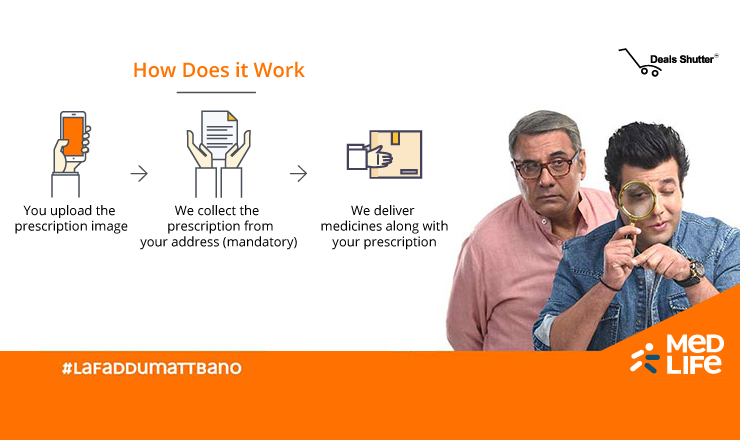 How Does it Work
Deals Shutter®
You upload the
prescription image
We collect the
prescription from
your address (mandatory)
We deliver
medicines along with
your prescription
#LaFaDDumaTTBano
MeD
LIFe